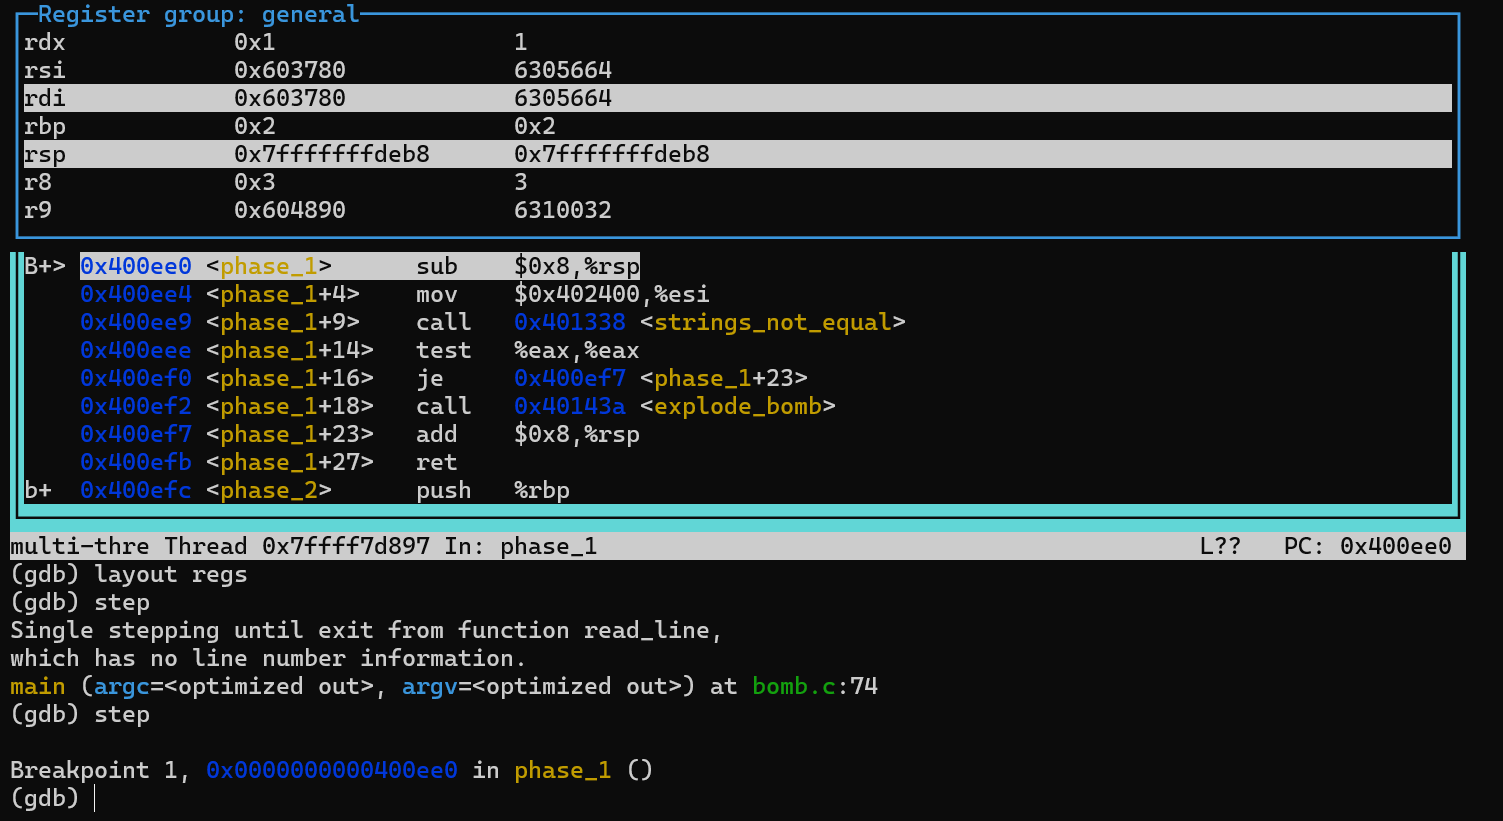 Register group: general
rdx 0x1 1
rsi 0x603780 6305664
rdi 0x603780 6305664
rbp 0x2 0x2
rsp 0x7fffffffdeb8 0x7fffffffdeb8
r8 0x3 3
r9 0x604890 6310032
B+> 0x400ee0 <phase_1> sub $0x8,%rsp
0x400ee4 <phase_1+4> mov $0x402400,%esi
0x400ee9 <phase_1+9> call 0x401338 <strings_not_equal>
0x400eee <phase_1+14> test %eax,%eax
0x400ef0 <phase_1+16> je 0x400ef7 <phase_1+23>
0x400ef2 <phase_1+18> call 0x40143a <explode_bomb>
0x400ef7 <phase_1+23> add $0x8,%rsp
0x400efb <phase_1+27> ret
b+ 0x400efc <phase_2> push %rbp
multi-thre Thread 0x7ffff7d897 In: phase_1 L?? PC: 0x400ee0
(gdb) layout regs
(gdb) step
Single stepping until exit from function read_line,
which has no line number information.
main (argc=<optimized out>, argv=<optimized out>) at bomb.c:74
(gdb) step
Breakpoint 1, 0x0000000000400ee0 in phase_1 ()
(gdb)